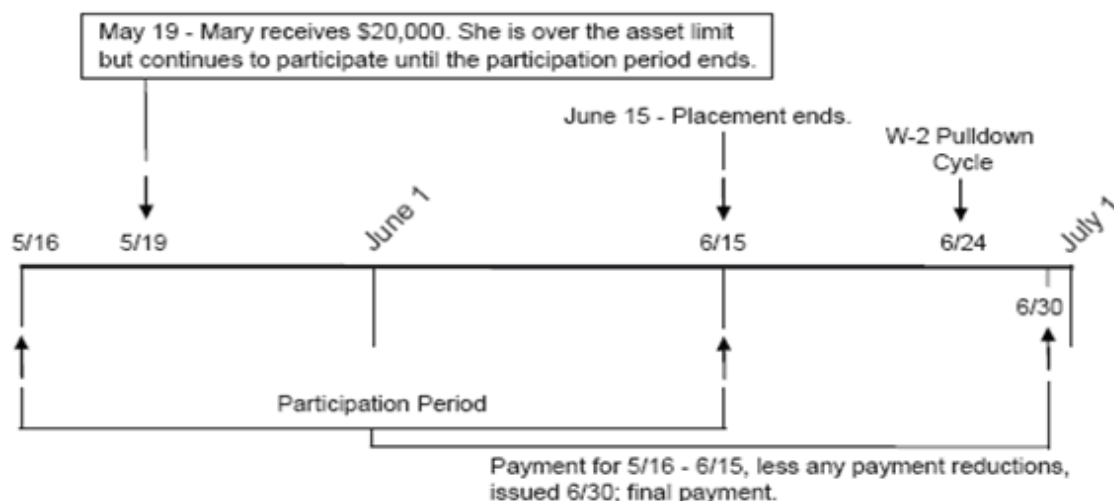 May 19 - Mary receives $20,000. She is over the asset limit
but continues to participate until the participation period ends.
June 15 - Placement ends.
W-2 Pulldown
Cycle
5/16
5/19
June 1
6/15
6/24
July 1
6/30
Participation Period
Payment for 5/16 - 6/15, less any payment reductions,
issued 6/30; final payment.